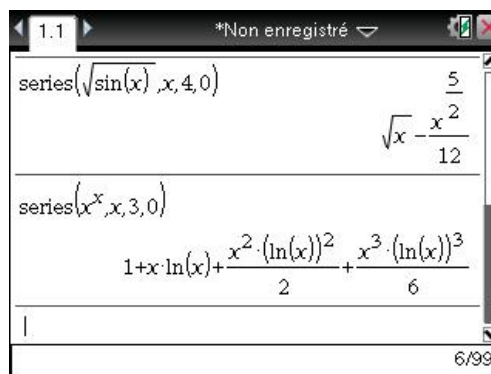 1.1 *Non enregistré
series(√sin(x),x,4,0)
√x - x^(5/2)/12
series(x^x,x,3,0)
1+x·ln(x)+x^2·(ln(x))^2/2+x^3·(ln(x))^3/6
6/99